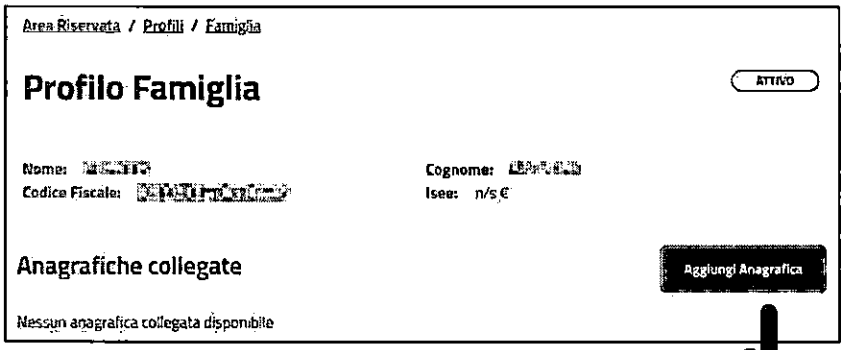 Area Riservata / Profili / Famiglia
Profilo Famiglia
ATTIVO
Nome:
Cognome:
Codice Fiscale:
Isee: n/s €
Anagrafiche collegate
Aggiungi Anagrafica
Nessun anagrafica collegata disponibile